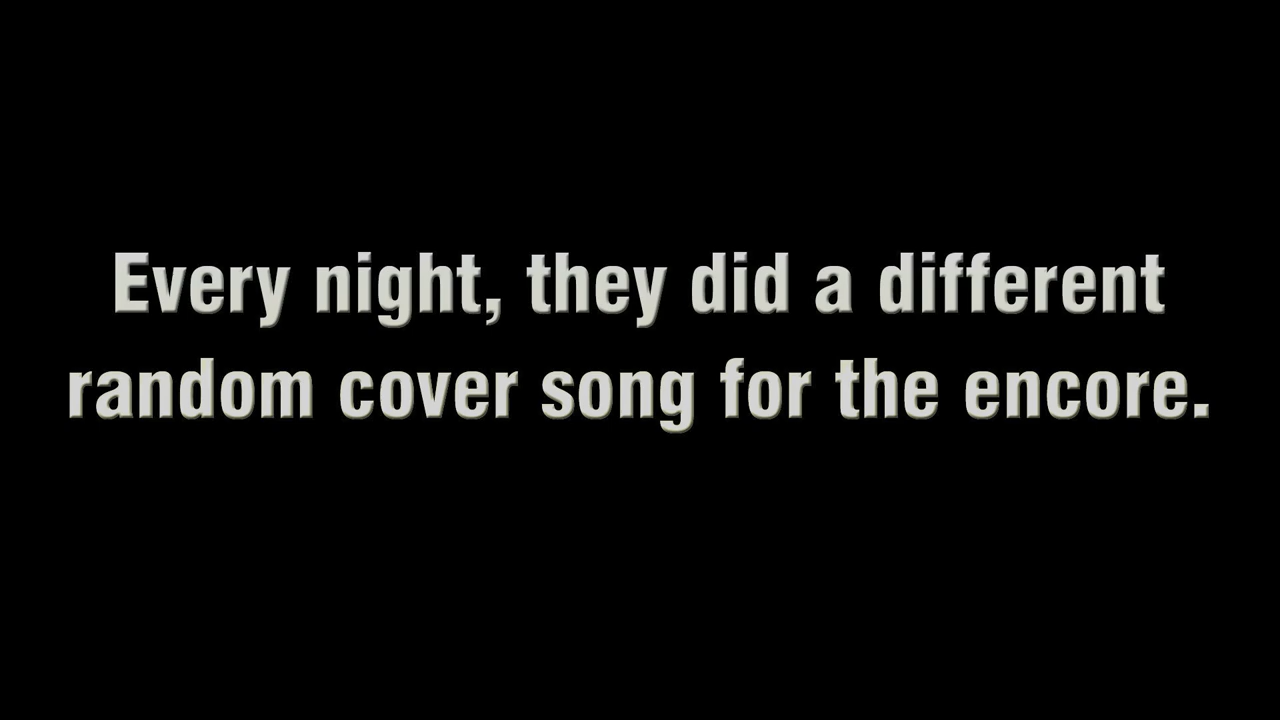 Every night, they did a different
random cover song for the encore.